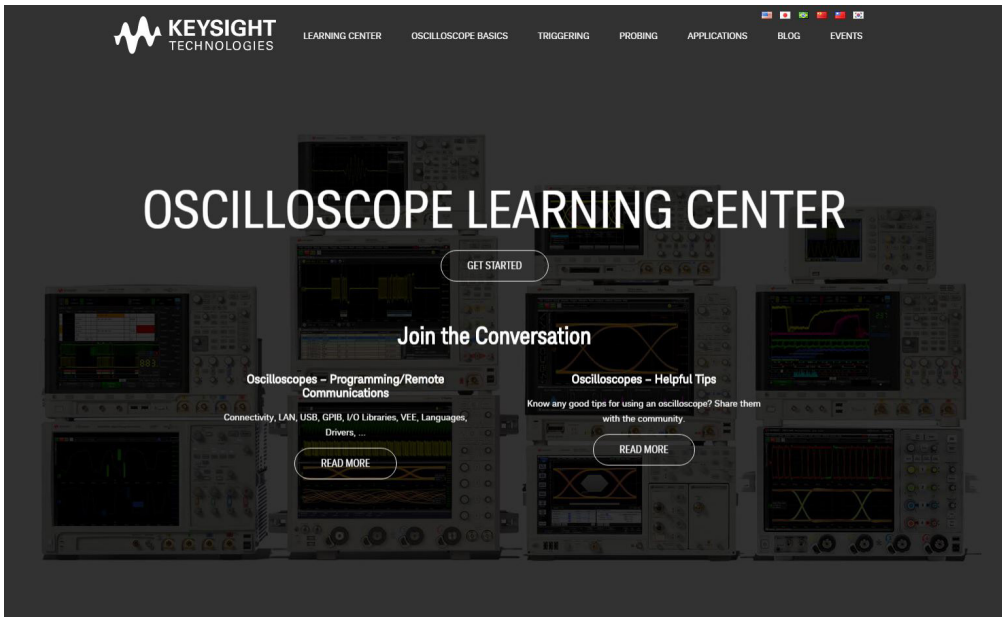 KEYSIGHT
TECHNOLOGIES
LEARNING CENTER
OSCILLOSCOPE BASICS
TRIGGERING
PROBING
APPLICATIONS
BLOG
EVENTS
OSCILLOSCOPE LEARNING CENTER
GET STARTED
Join the Conversation
Oscilloscopes – Programming/Remote
Communications
Connectivity, LAN, USB, GPIB, I/O Libraries, VEE, Languages,
Drivers, ...
READ MORE
Oscilloscopes – Helpful Tips
Know any good tips for using an oscilloscope? Share them
with the community.
READ MORE